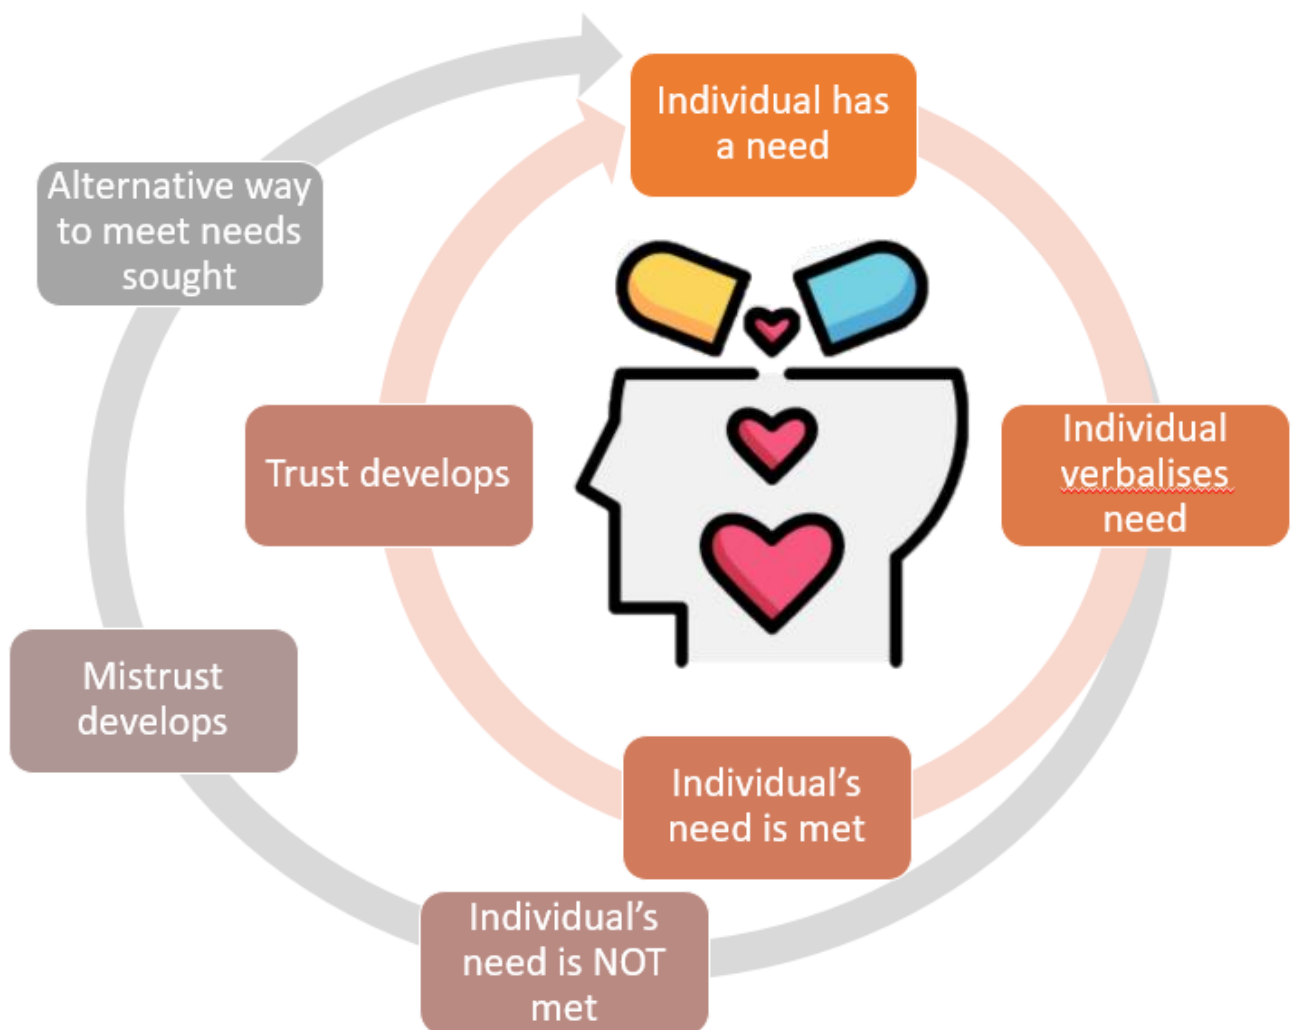 Individual has
a need
Individual
verbalises
need
Individual's
need is met
Trust develops
Individual's
need is NOT
met
Mistrust
develops
Alternative way
to meet needs
sought